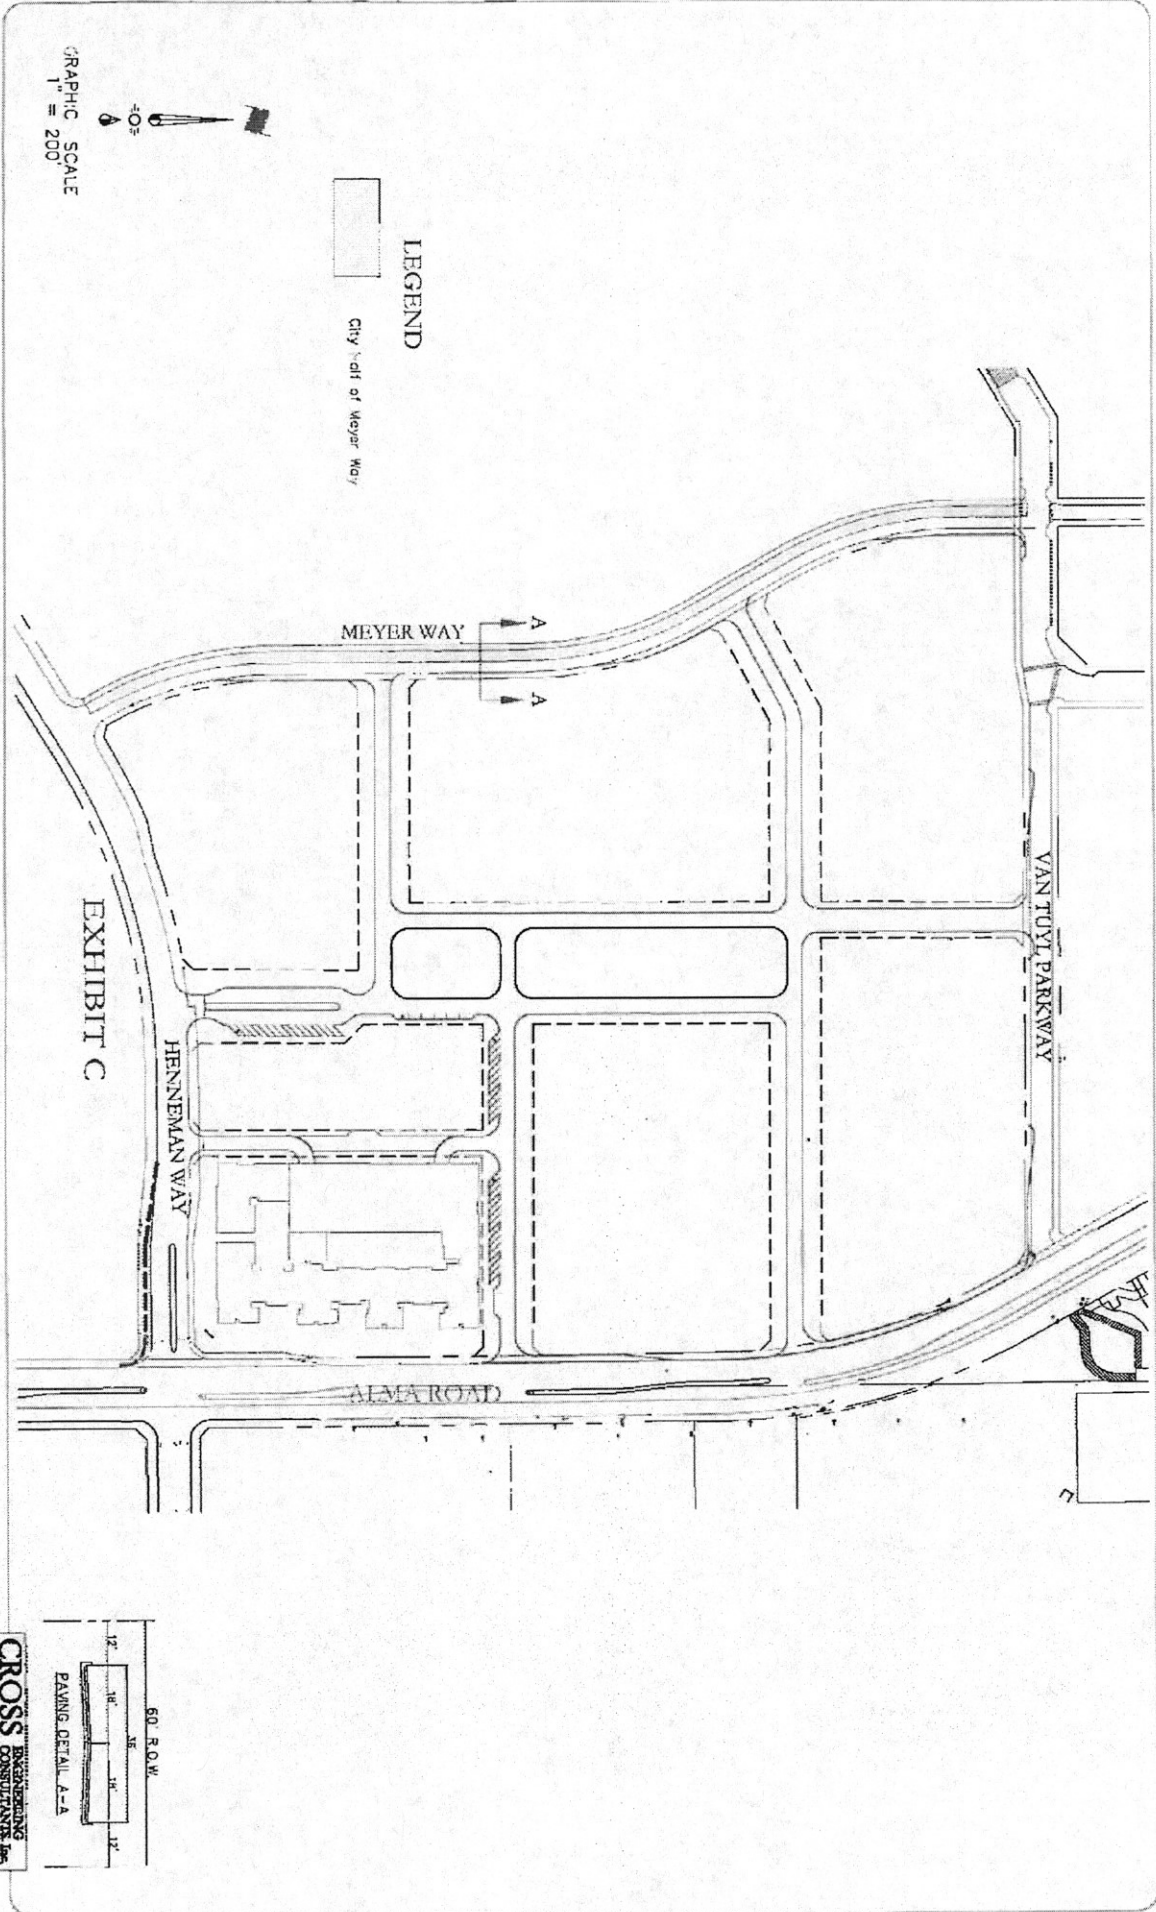 GRAPHIC SCALE
1" = 200'
LEGEND
City half of Meyer Way
MEYER WAY
A
A
VAN TUYL PARKWAY
HENNEMAN WAY
ALMA ROAD
EXHIBIT C
60' R.O.W.
36'
12'
18'
18'
12'
PAVING DETAIL A-A
CROSS ENGINEERING
CONSULTANTS, Inc.